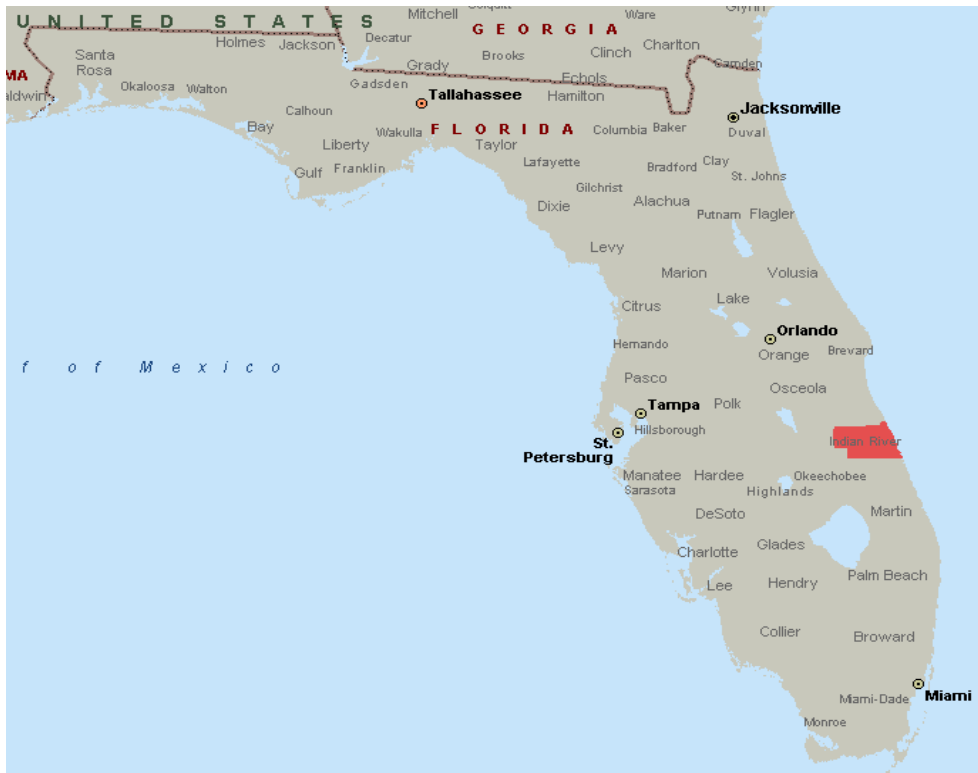 Mitchell
Colquitt
Ware
Glynn
UNITED STATES
Holmes
Jackson
Decatur
GEORGIA
Brooks
Clinch
Charlton
Camden
Santa
Rosa
Grady
Echols
MA
Okaloosa
Walton
Gadsden
Hamilton
aldwin
Tallahassee
Calhoun
Jacksonville
Bay
Wakulla
FLORIDA
Columbia
Baker
Duval
Liberty
Taylor
Gulf
Franklin
Lafayette
Bradford
Clay
St. Johns
Gilchrist
Dixie
Alachua
Putnam
Flagler
Levy
Marion
Volusia
Citrus
Lake
Orlando
Hernando
Orange
Brevard
f of Mexico
Pasco
Osceola
Tampa
Polk
St.
Petersburg
Hillsborough
Indian River
Manatee
Hardee
Okeechobee
Sarasota
Highlands
DeSoto
Martin
Charlotte
Glades
Lee
Hendry
Palm Beach
Collier
Broward
Miami-Dade
Miami
Monroe